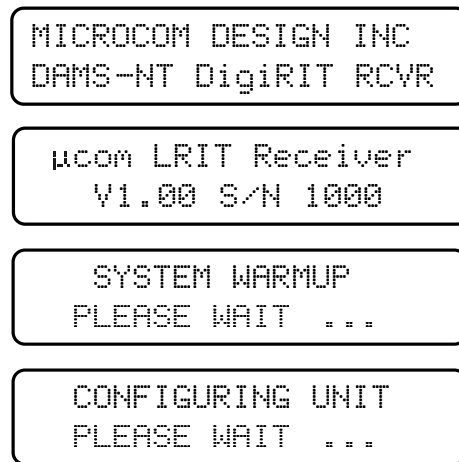 MICROCOM DESIGN INC
DAMS-NT DigiRIT RCVR
µcom LRIT Receiver
V1.00 S/N 1000
SYSTEM WARMUP
PLEASE WAIT ...
CONFIGURING UNIT
PLEASE WAIT ...